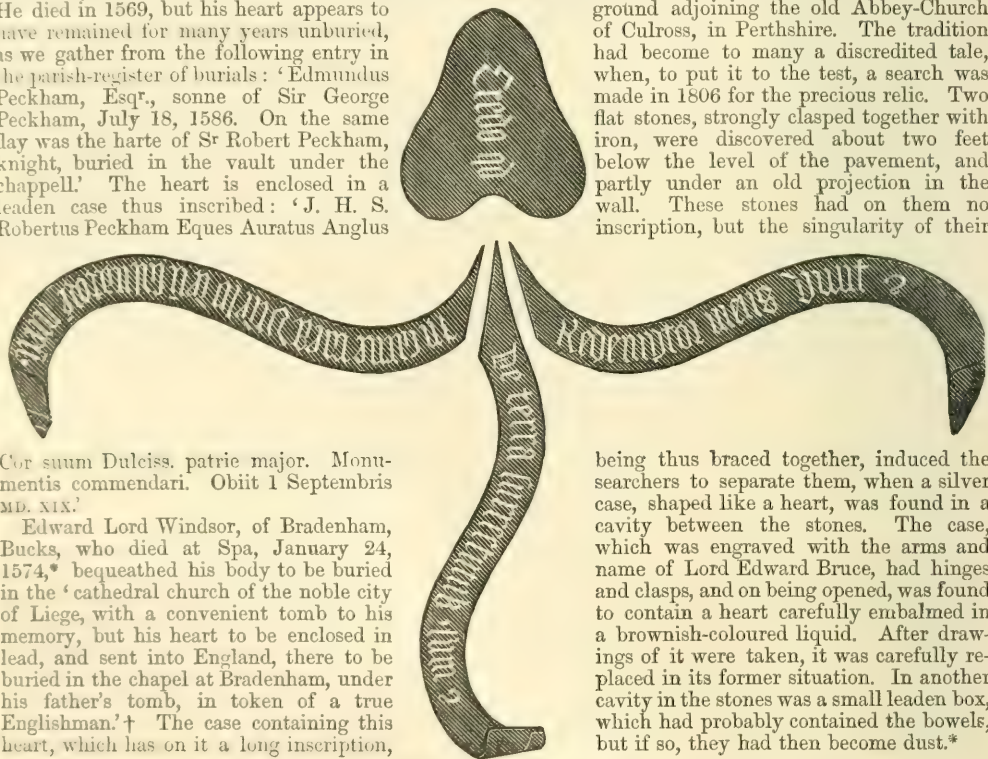 He died in 1569, but his heart appears to
have remained for many years unburied,
as we gather from the following entry in
the parish-register of burials: ‘Edmundus
Peckham, Esqr., sonne of Sir George
Peckham, July 18, 1586. On the same
day was the harte of Sr Robert Peckham,
knight, buried in the vault under the
chappell.’ The heart is enclosed in a
leaden case thus inscribed: ‘J. H. S.
Robertus Peckham Eques Auratus Anglus
Cor suum Dulciss. patrie major. Monu-
mentis commendari. Obiit 1 Septembris
MD. XIX.’
Edward Lord Windsor, of Bradenham,
Bucks, who died at Spa, January 24,
1574,* bequeathed his body to be buried
in the ‘cathedral church of the noble city
of Liege, with a convenient tomb to his
memory, but his heart to be enclosed in
lead, and sent into England, there to be
buried in the chapel at Bradenham, under
his father’s tomb, in token of a true
Englishman.’† The case containing this
heart, which has on it a long inscription,
Redemptor meus Vivit
De terra
carne mea
ground adjoining the old Abbey-Church
of Culross, in Perthshire. The tradition
had become to many a discredited tale,
when, to put it to the test, a search was
made in 1806 for the precious relic. Two
flat stones, strongly clasped together with
iron, were discovered about two feet
below the level of the pavement, and
partly under an old projection in the
wall. These stones had on them no
inscription, but the singularity of their
being thus braced together, induced the
searchers to separate them, when a silver
case, shaped like a heart, was found in a
cavity between the stones. The case,
which was engraved with the arms and
name of Lord Edward Bruce, had hinges
and clasps, and on being opened, was found
to contain a heart carefully embalmed in
a brownish-coloured liquid. After draw-
ings of it were taken, it was carefully re-
placed in its former situation. In another
cavity in the stones was a small leaden box,
which had probably contained the bowels,
but if so, they had then become dust.*